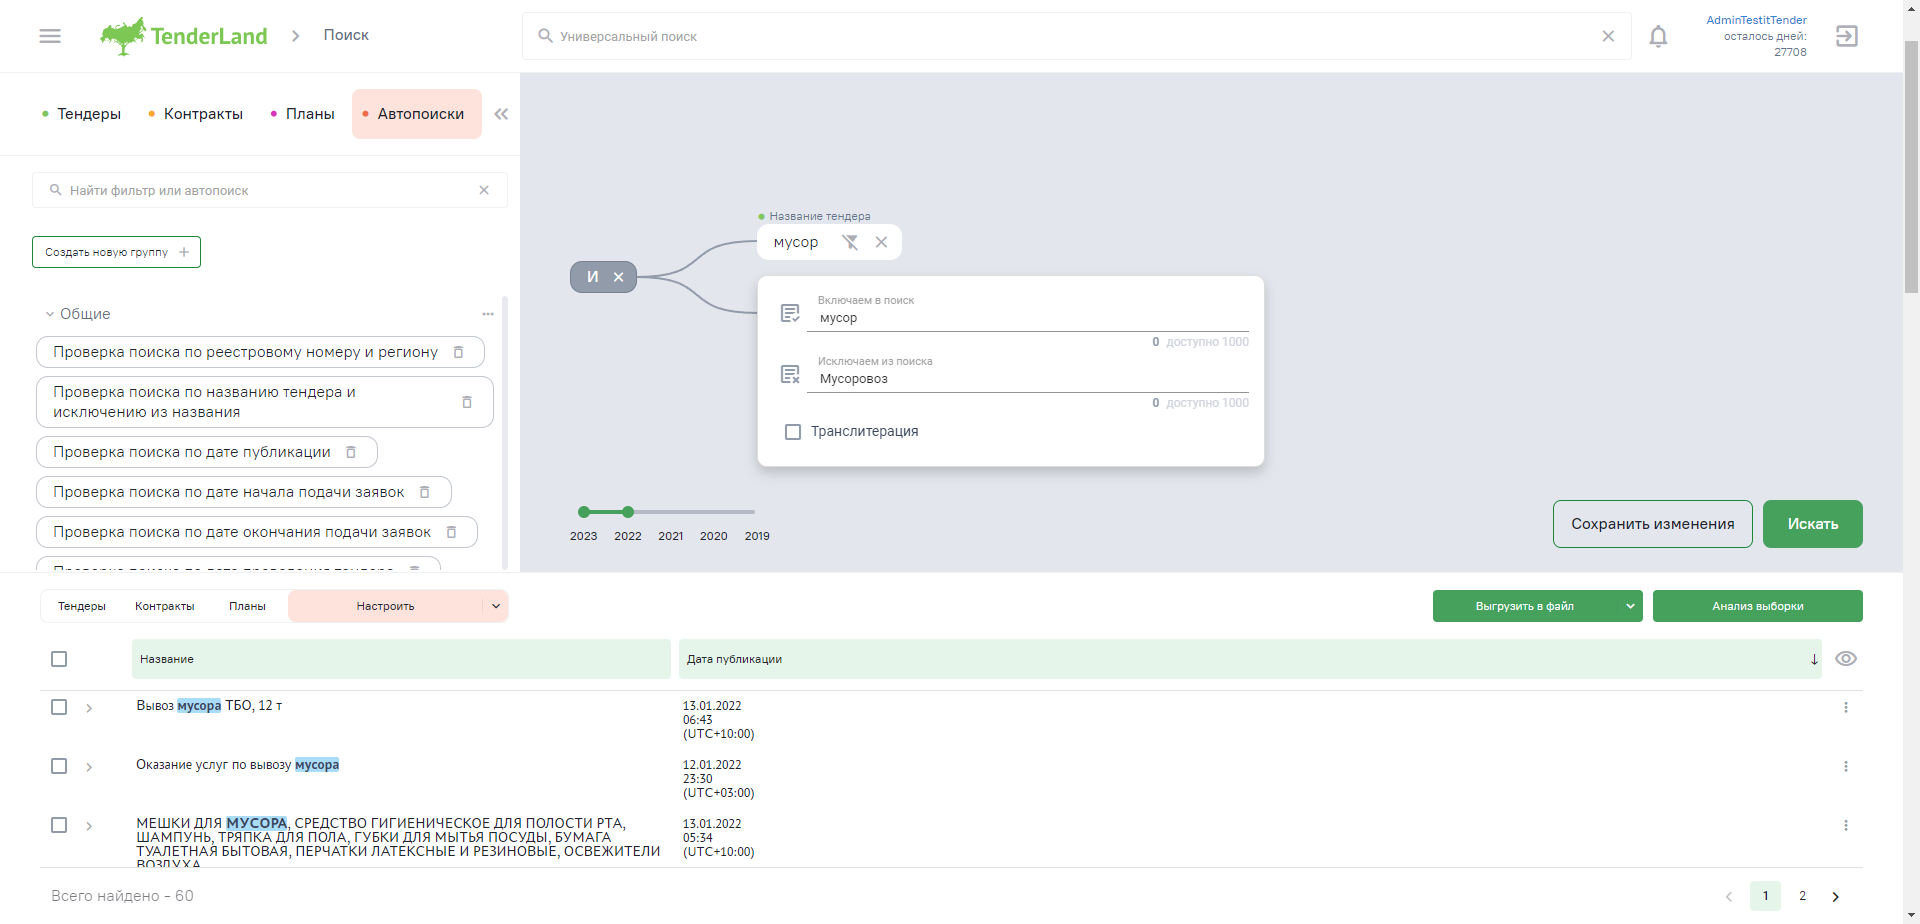 TenderLand
Поиск
Универсальный поиск
AdminTestitTender
осталось дней:
27708
Тендеры
Контракты
Планы
Автопоиски
Найти фильтр или автопоиск
Создать новую группу
Общие
Проверка поиска по реестровому номеру и региону
Проверка поиска по названию тендера и
исключению из названия
Проверка поиска по дате публикации
Проверка поиска по дате начала подачи заявок
Проверка поиска по дате окончания подачи заявок
Проверка поиска по дате проведения тендера
Название тендера
мусор
И
Включаем в поиск
мусор
0 доступно 1000
Исключаем из поиска
Мусоровоз
0 доступно 1000
Транслитерация
2023 2022 2021 2020 2019
Сохранить изменения
Искать
Тендеры
Контракты
Планы
Настроить
Выгрузить в файл
Анализ выборки
Название
Дата публикации
Вывоз мусора ТБО, 12 т
13.01.2022
06:43
(UTC+10:00)
Оказание услуг по вывозу мусора
12.01.2022
23:30
(UTC+03:00)
МЕШКИ ДЛЯ МУСОРА, СРЕДСТВО ГИГИЕНИЧЕСКОЕ ДЛЯ ПОЛОСТИ РТА,
ШАМПУНЬ, ТРЯПКА ДЛЯ ПОЛА, ГУБКИ ДЛЯ МЫТЬЯ ПОСУДЫ, БУМАГА
ТУАЛЕТНАЯ БЫТОВАЯ, ПЕРЧАТКИ ЛАТЕКСНЫЕ И РЕЗИНОВЫЕ, ОСВЕЖИТЕЛИ
ВОЗДУХА
13.01.2022
05:34
(UTC+10:00)
Всего найдено - 60
1 2